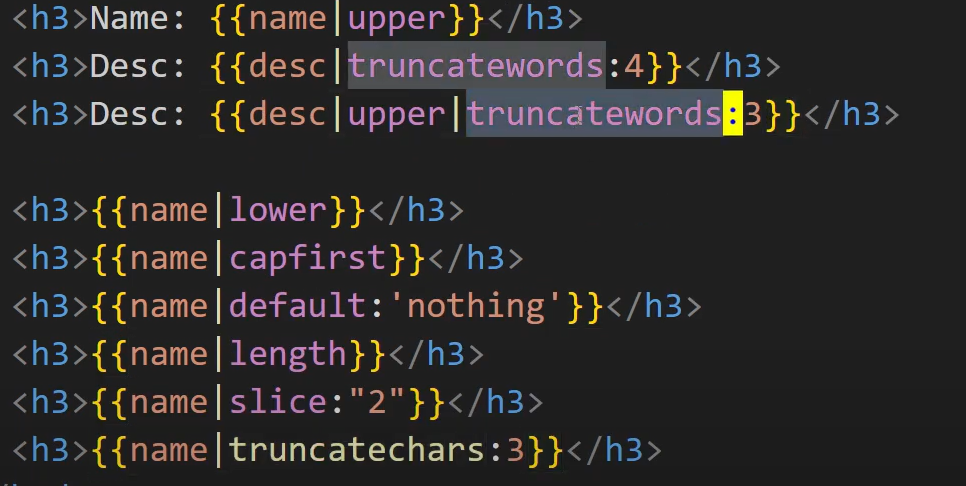 <h3>Name: {{name|upper}}</h3>
<h3>Desc: {{desc|truncatewords:4}}</h3>
<h3>Desc: {{desc|upper|truncatewords:3}}</h3>
<h3>{{name|lower}}</h3>
<h3>{{name|capfirst}}</h3>
<h3>{{name|default:'nothing'}}</h3>
<h3>{{name|length}}</h3>
<h3>{{name|slice:"2"}}</h3>
<h3>{{name|truncatechars:3}}</h3>